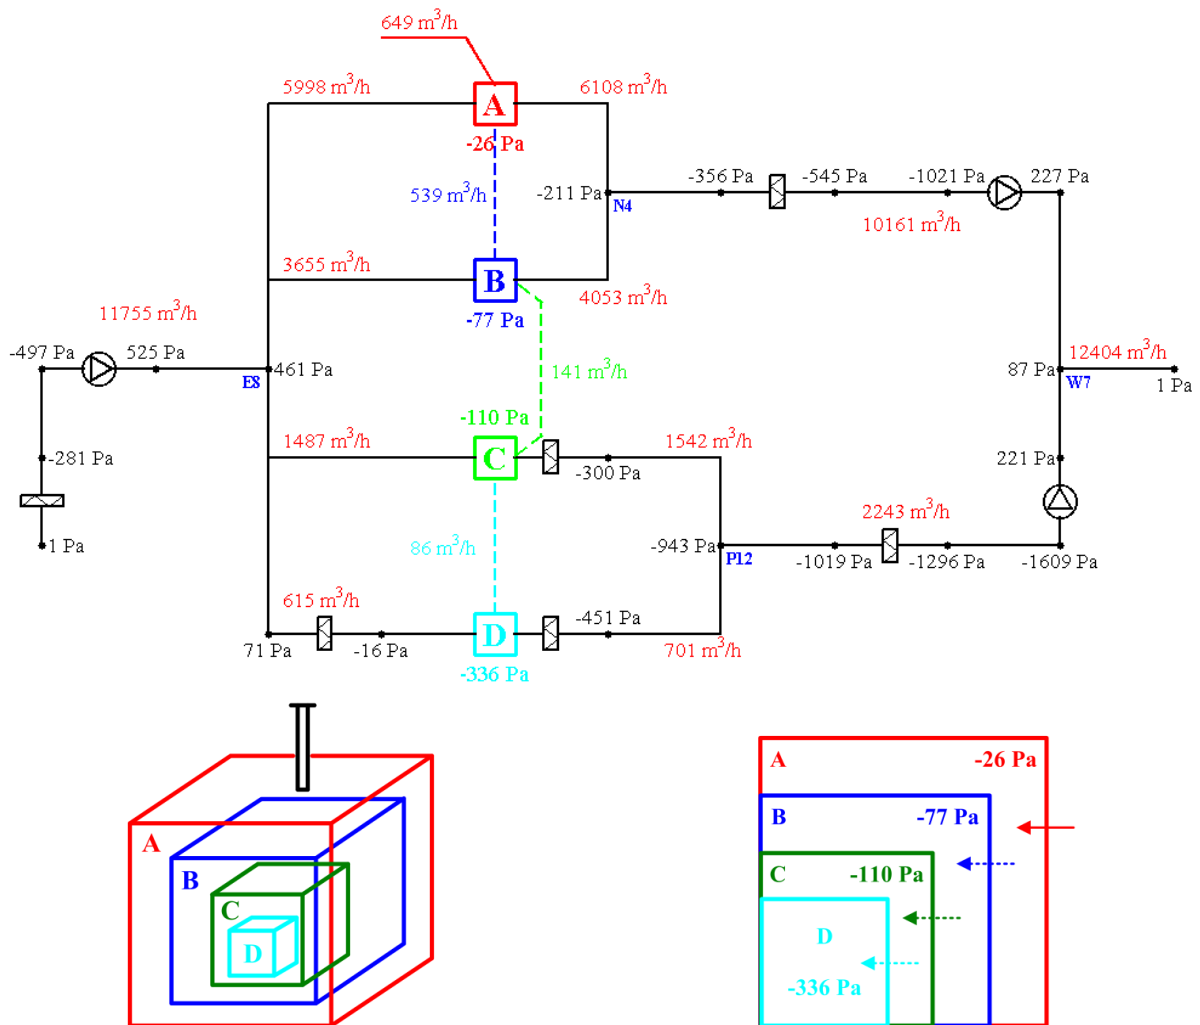 649 m³/h
5998 m³/h
A
6108 m³/h
-26 Pa
-356 Pa
-545 Pa
-1021 Pa
227 Pa
539 m³/h
-211 Pa
N4
10161 m³/h
3655 m³/h
B
4053 m³/h
-77 Pa
11755 m³/h
-497 Pa
525 Pa
E8
461 Pa
141 m³/h
87 Pa
W7
12404 m³/h
1 Pa
-110 Pa
1487 m³/h
C
1542 m³/h
-281 Pa
-300 Pa
221 Pa
2243 m³/h
1 Pa
86 m³/h
-943 Pa
P12
-1019 Pa
-1296 Pa
-1609 Pa
615 m³/h
-451 Pa
71 Pa
-16 Pa
D
701 m³/h
-336 Pa
A
B
C
D
A
-26 Pa
B
-77 Pa
C
-110 Pa
D
-336 Pa